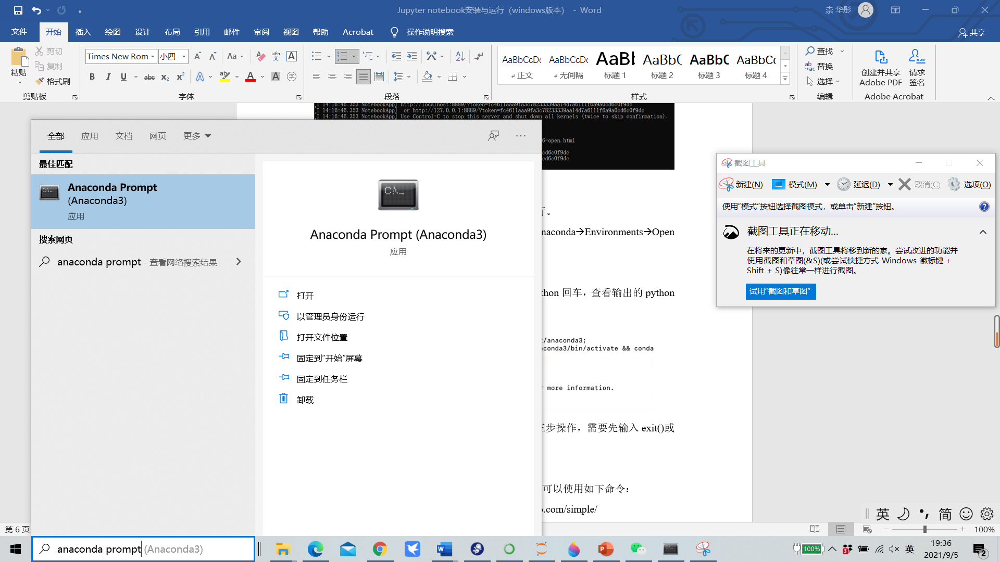 Jupyter notebook安装与运行（windows版本） - Word
崇 华彤
文件 开始 插入 绘图 设计 布局 引用 邮件 审阅 视图 帮助 Acrobat 操作说明搜索 共享
粘贴 剪切 复制 格式刷
Times New Rom 小四
AaBbCcDc AaBbCcDc AaBb AaBbC AaBbC AaBbCc
正文 无间隔 标题 1 标题 2 标题 3 标题 4
查找 替换 选择
创建并共享 Adobe PDF 请求 签名
剪贴板 字体 段落 样式 编辑 Adobe Acrobat
[I 14:16:46.353 NotebookApp] http://localhost:8889/?token=fc4611aaa9fa3c78233339aa14d7a6111f6a9a0cd6c0f9dc
[I 14:16:46.353 NotebookApp]  or http://127.0.0.1:8889/?token=fc4611aaa9fa3c78233339aa14d7a6111f6a9a0cd6c0f9dc
[I 14:16:46.353 NotebookApp] Use Control-C to stop this server and shut down all kernels (twice to skip confirmation).
6-open.html
cd6c0f9dc
cd6c0f9dc
全部 应用 文档 网页 更多
最佳匹配
Anaconda Prompt
(Anaconda3)
应用
搜索网页
anaconda prompt - 查看网络搜索结果
Anaconda Prompt (Anaconda3)
应用
打开
以管理员身份运行
打开文件位置
固定到“开始”屏幕
固定到任务栏
卸载
行。
naconda→Environments→Open
thon 回车，查看输出的 python
t/anaconda3;
aconda3/bin/activate && conda
r more information.
三步操作，需要先输入 exit()或
可以使用如下命令：
o.com/simple/
截图工具
新建(N) 模式(M) 延迟(D) 取消(C) 选项(O)
使用“模式”按钮选择截图模式，或单击“新建”按钮。
截图工具正在移动...
在将来的更新中，截图工具将移到新的家。尝试改进的功能并
使用截图和草图(&S)(或尝试快捷方式 Windows 徽标键 +
Shift + S)像往常一样进行截图。
试用“截图和草图”
英 简
第 6 页
100%
anaconda prompt (Anaconda3)
100%
英
19:36
2021/9/5
2